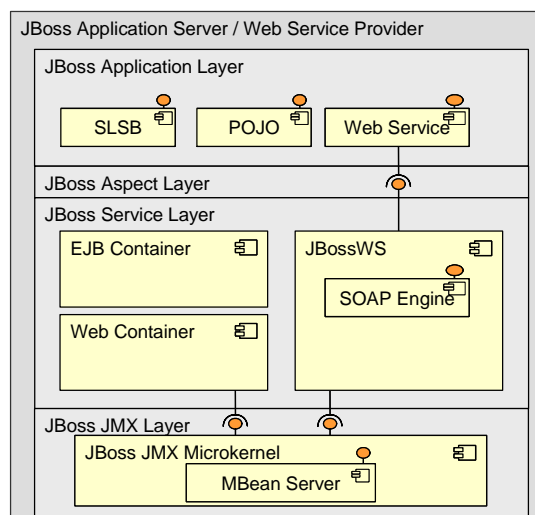 JBoss Application Server / Web Service Provider
JBoss Application Layer
SLSB
POJO
Web Service
JBoss Aspect Layer
JBoss Service Layer
EJB Container
JBossWS
SOAP Engine
Web Container
JBoss JMX Layer
JBoss JMX Microkernel
MBean Server